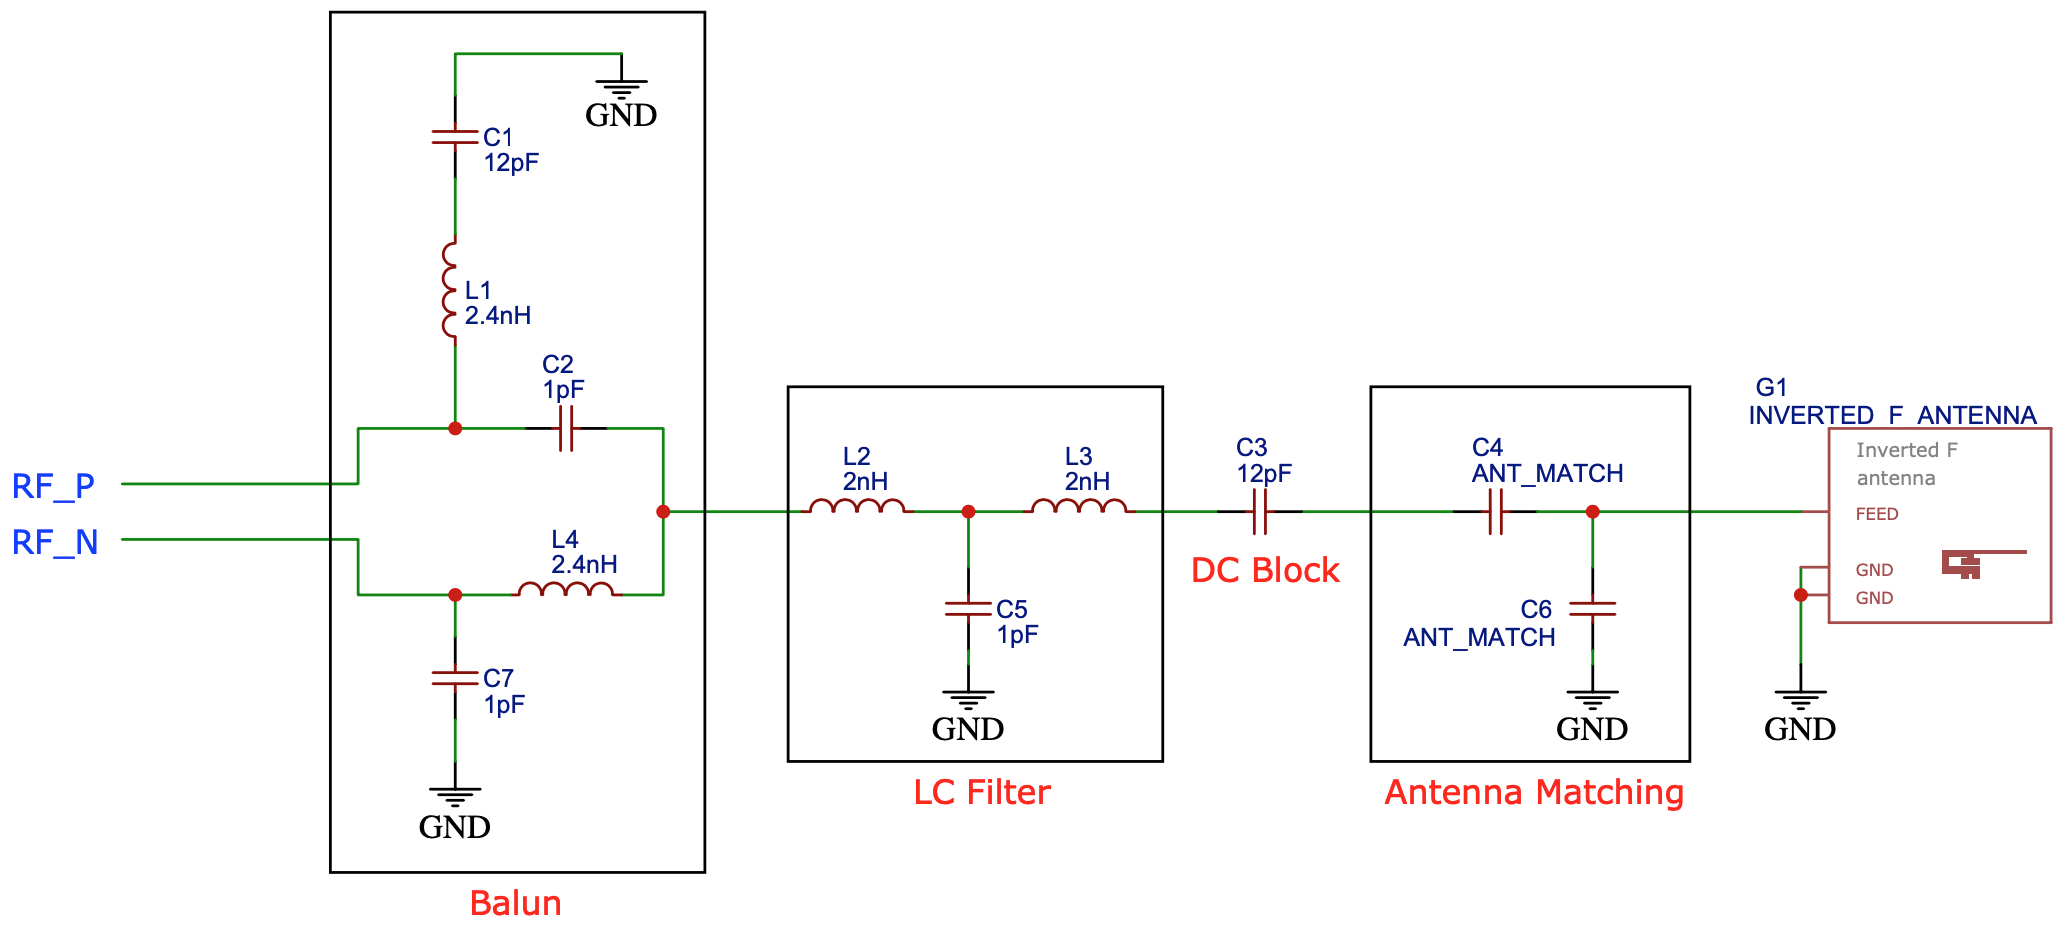 GND
C1
12pF
L1
2.4nH
C2
1pF
RF_P
RF_N
L4
2.4nH
C7
1pF
GND
Balun
L2
2nH
L3
2nH
C5
1pF
GND
LC Filter
C3
12pF
DC Block
C4
ANT_MATCH
C6
ANT_MATCH
GND
Antenna Matching
G1
INVERTED_F_ANTENNA
Inverted F
antenna
FEED
GND
GND
GND